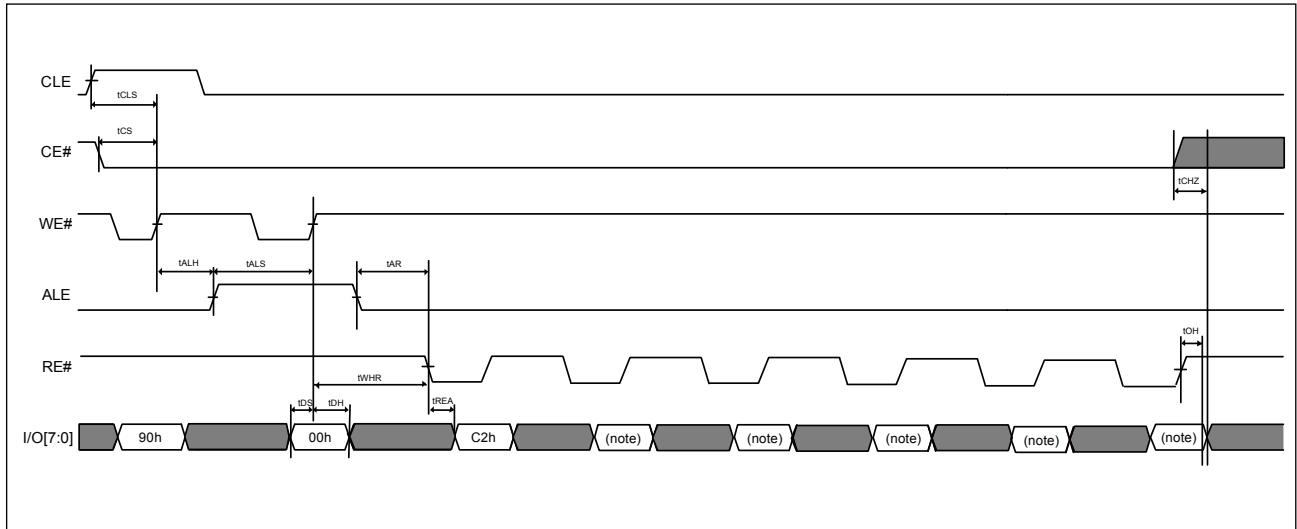 CLE
tCLS
tCS
CE#
tCHZ
WE#
tALH tALS tAR
ALE
tOH
RE#
tWHR
tDS tDH tREA
I/O[7:0] 90h 00h C2h (note) (note) (note) (note) (note)